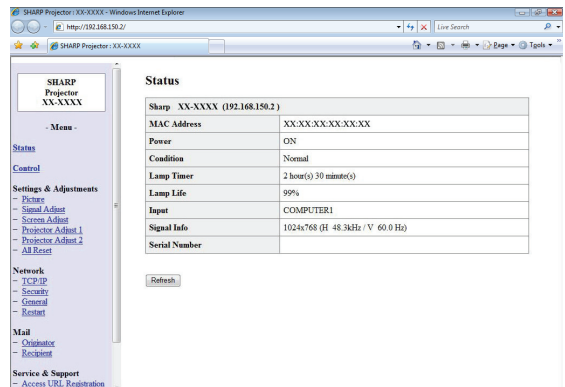 SHARP Projector : XX-XXXX - Windows Internet Explorer
http://192.168.150.2/
Live Search
SHARP Projector : XX-XXXX
Page
Tools
SHARP
Projector
XX-XXXX
- Menu -
Status
Control
Settings & Adjustments
- Picture
- Signal Adjust
- Screen Adjust
- Projector Adjust 1
- Projector Adjust 2
- All Reset
Network
- TCP/IP
- Security
- General
- Restart
Mail
- Originator
- Recipient
Service & Support
- Access URL Registration
Status
Sharp XX-XXXX (192.168.150.2 )
MAC Address XX:XX:XX:XX:XX:XX
Power ON
Condition Normal
Lamp Timer 2 hour(s) 30 minute(s)
Lamp Life 99%
Input COMPUTER1
Signal Info 1024x768 (H 48.3kHz / V 60.0 Hz)
Serial Number
Refresh